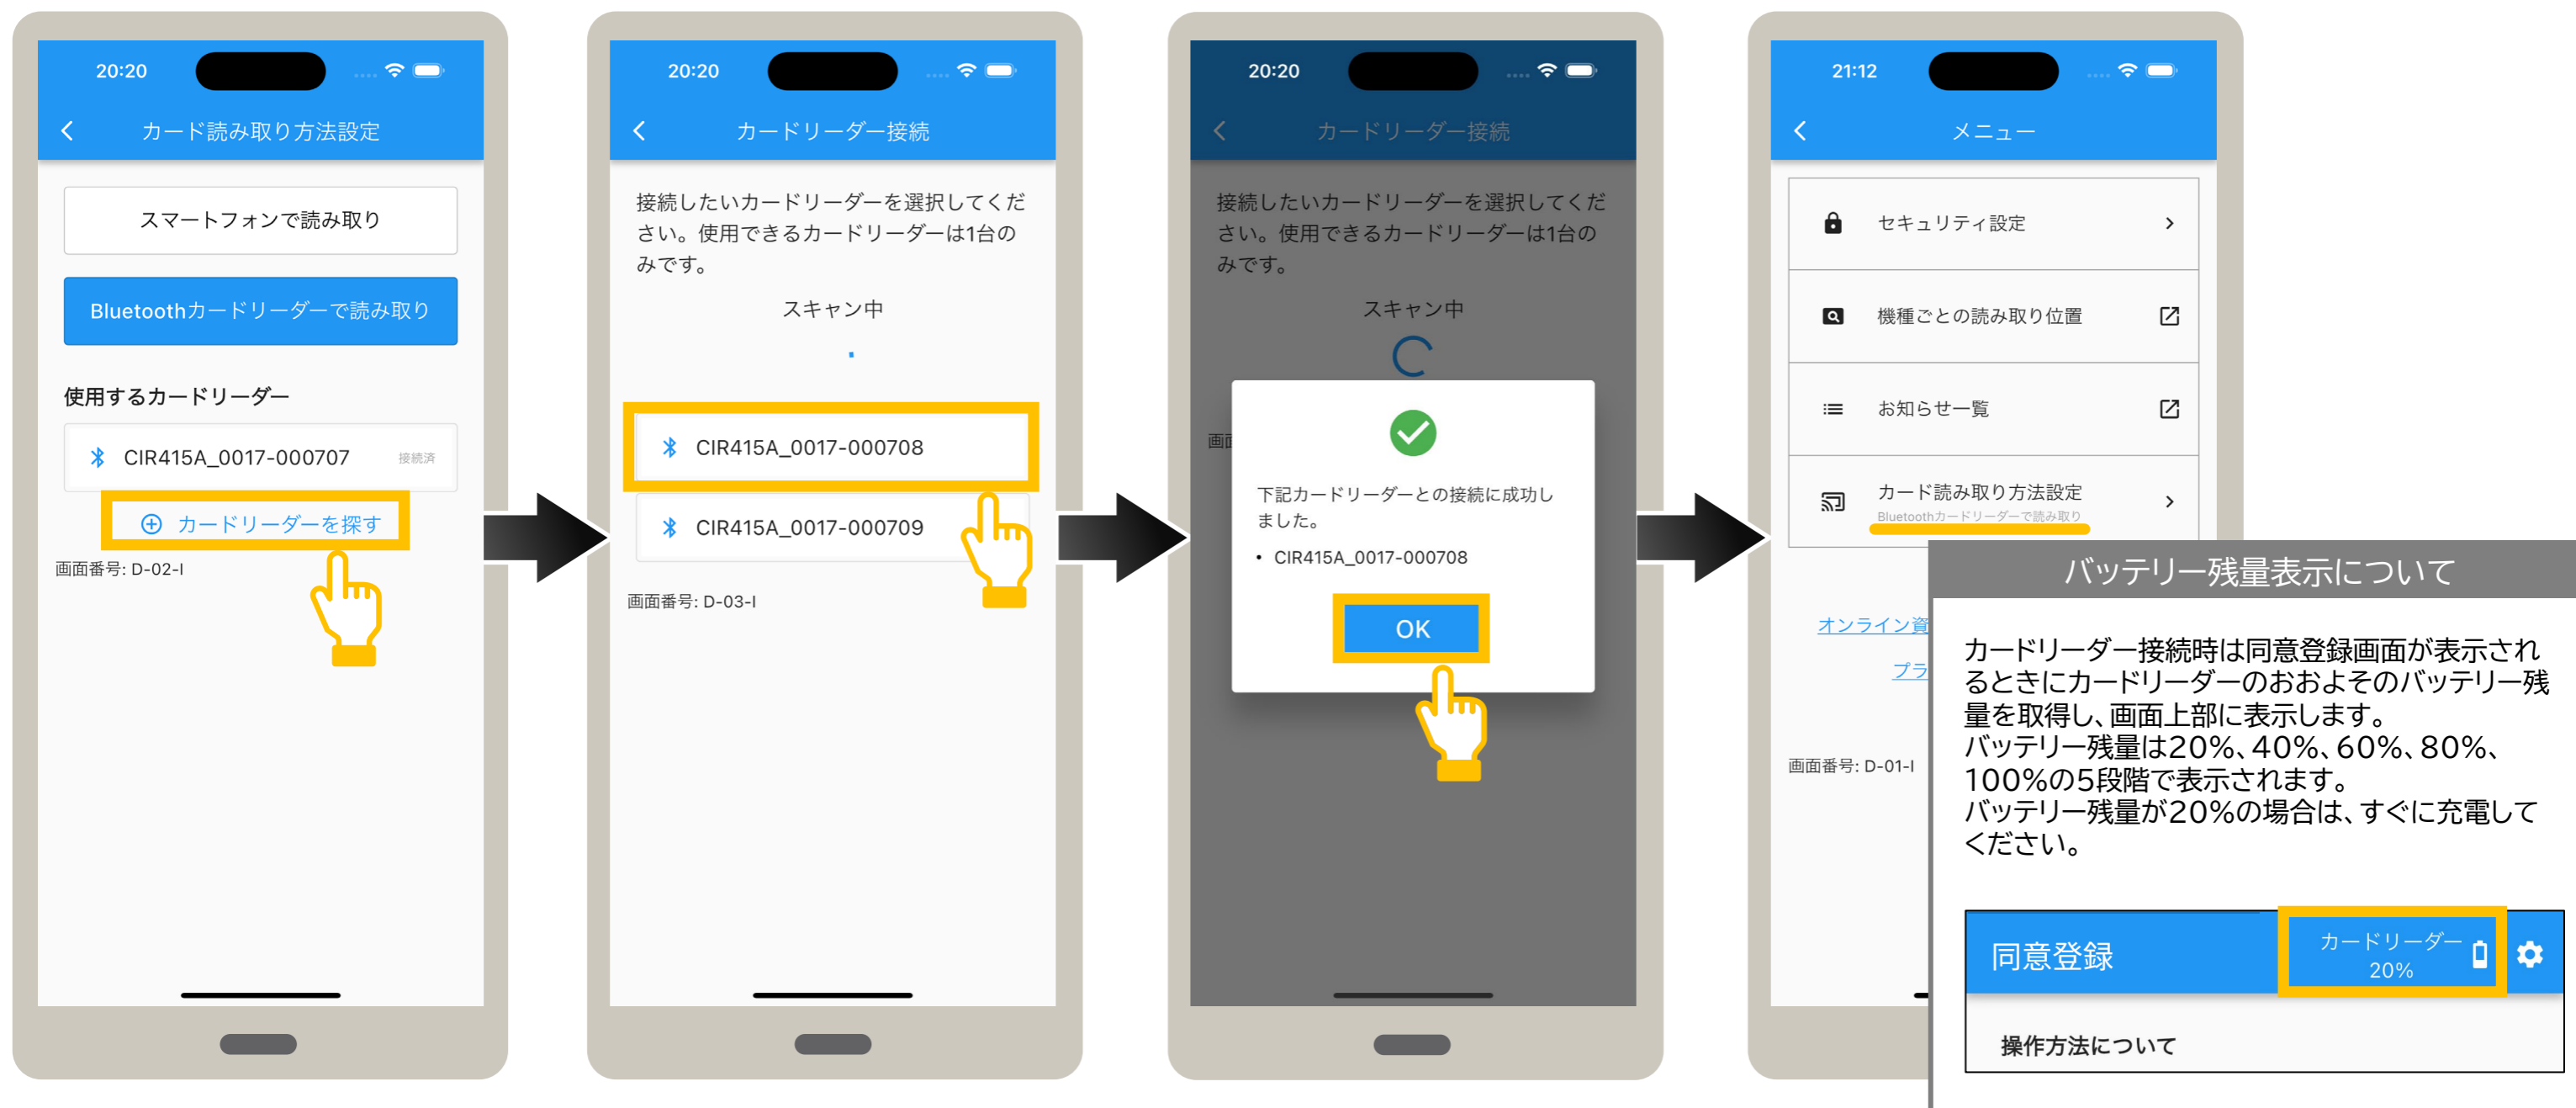 20:20
カード読み取り方法設定
スマートフォンで読み取り
Bluetoothカードリーダーで読み取り
使用するカードリーダー
CIR415A_0017-000707 接続済
カードリーダーを探す
画面番号: D-02-I
20:20
カードリーダー接続
接続したいカードリーダーを選択してくだ
さい。使用できるカードリーダーは1台の
みです。
スキャン中
CIR415A_0017-000708
CIR415A_0017-000709
画面番号: D-03-I
20:20
カードリーダー接続
接続したいカードリーダーを選択してくだ
さい。使用できるカードリーダーは1台の
みです。
スキャン中
画
下記カードリーダーとの接続に成功し
ました。
• CIR415A_0017-000708
OK
21:12
メニュー
セキュリティ設定
機種ごとの読み取り位置
お知らせ一覧
カード読み取り方法設定
Bluetoothカードリーダーで読み取り
オンライン資
プラ
画面番号: D-01-I
バッテリー残量表示について
カードリーダー接続時は同意登録画面が表示され
るときにカードリーダーのおおよそのバッテリー残
量を取得し、画面上部に表示します。
バッテリー残量は20%、40%、60%、80%、
100%の5段階で表示されます。
バッテリー残量が20%の場合は、すぐに充電して
ください。
同意登録
カードリーダー
20%
操作方法について